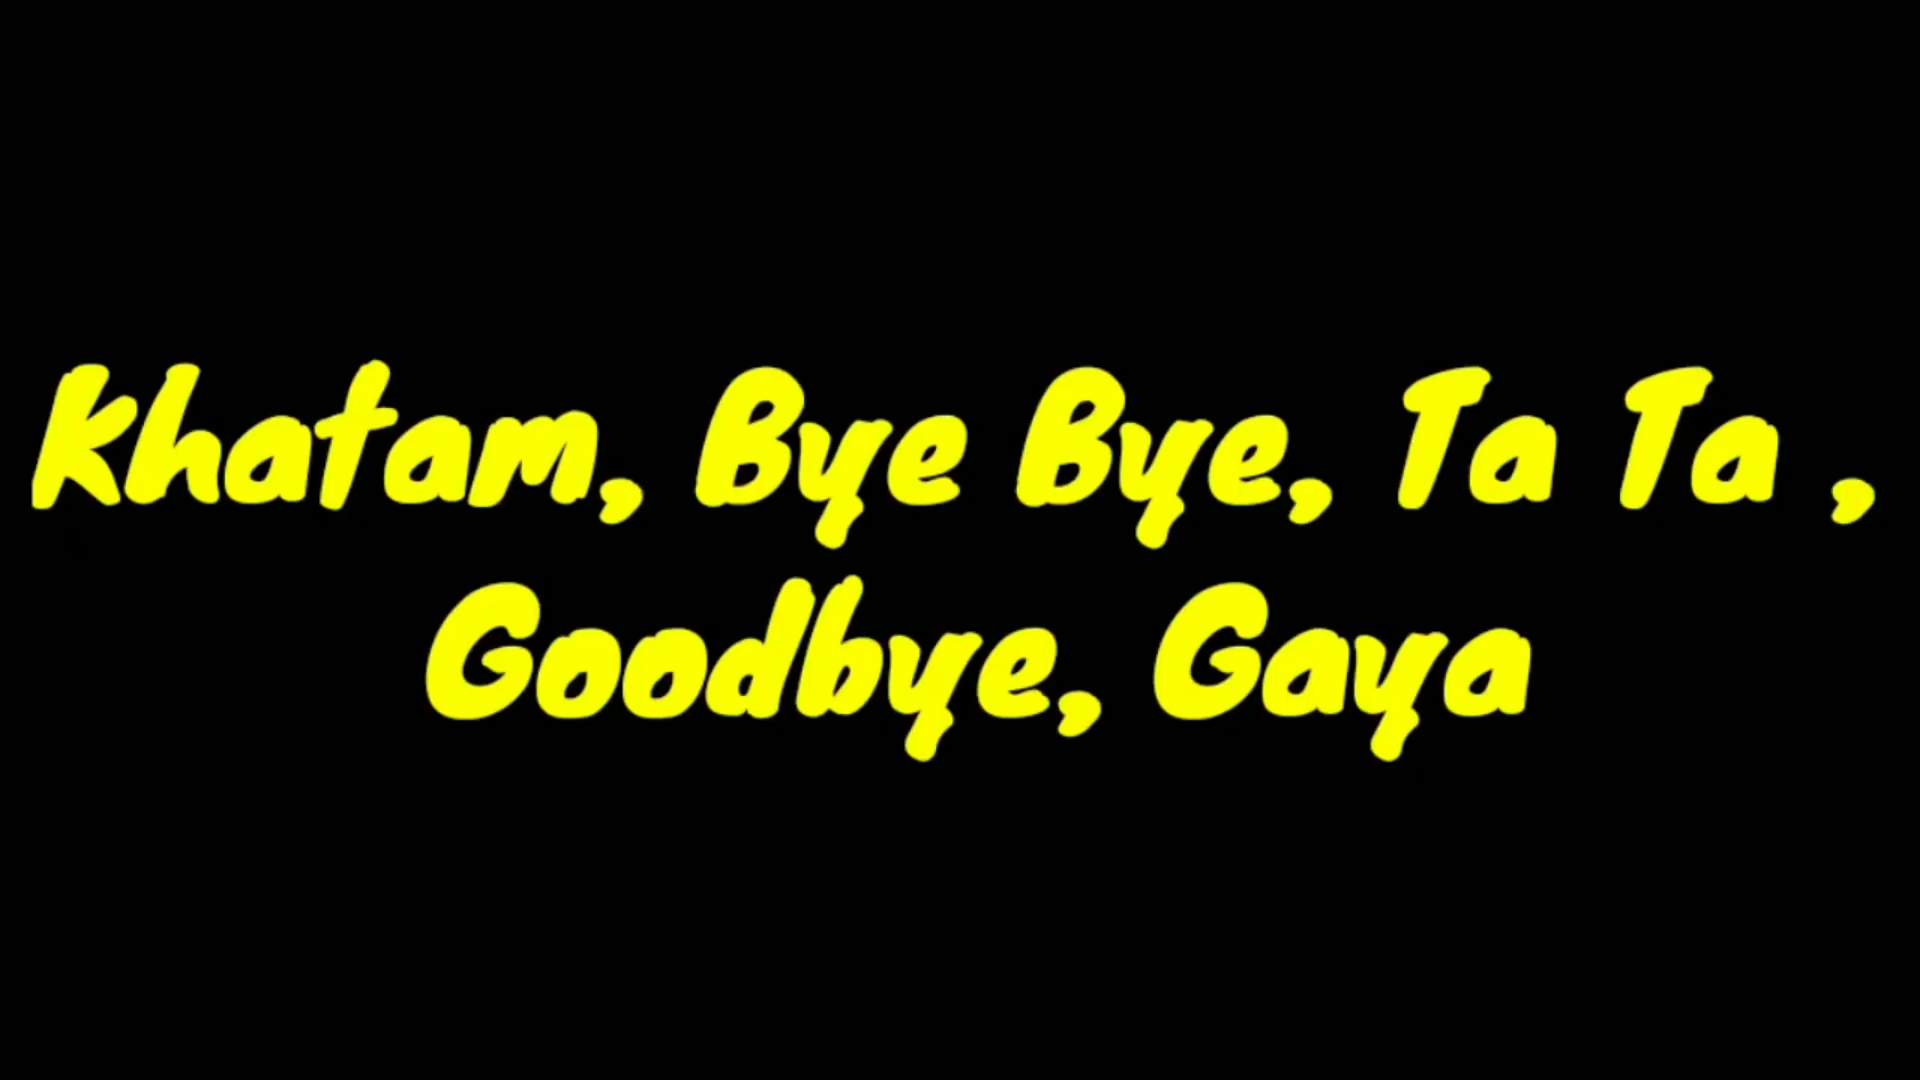 Khatam, Bye Bye, Ta Ta ,
Goodbye, Gaya